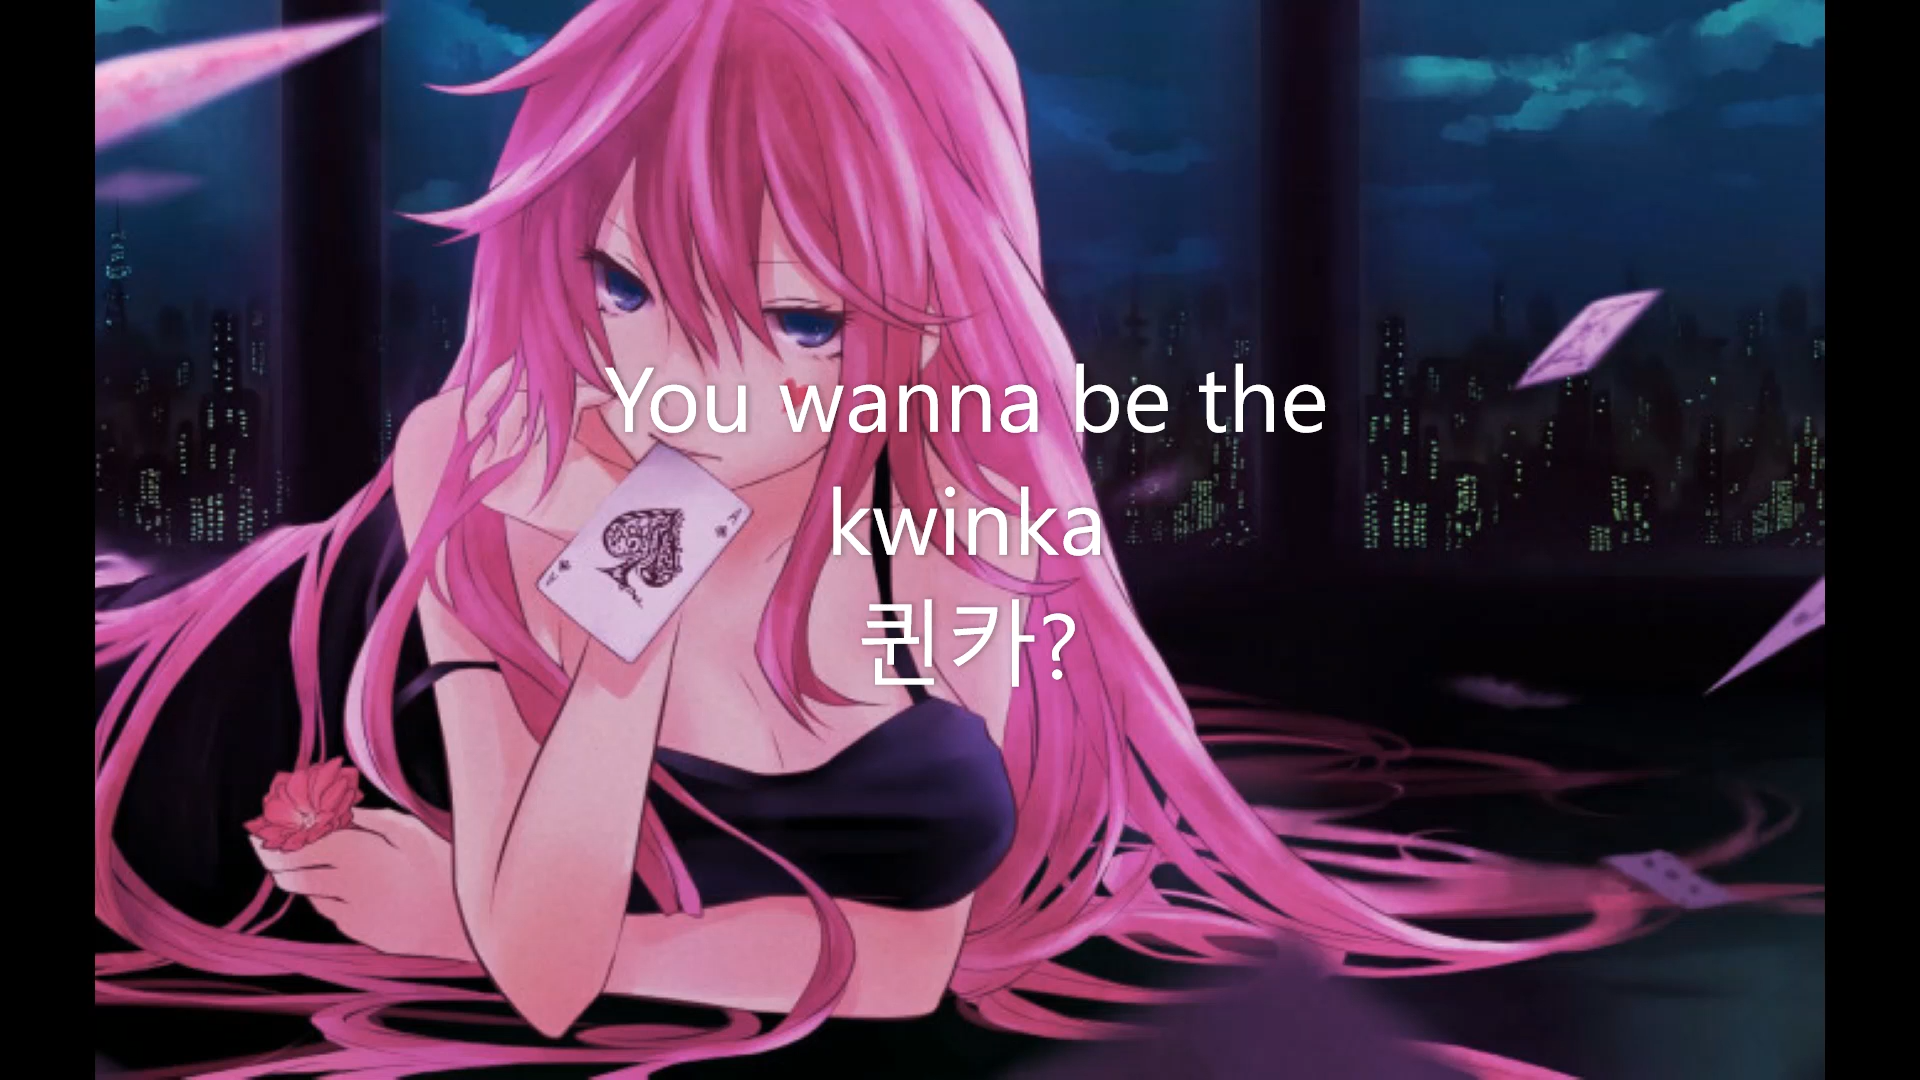 You wanna be the
kwinka
퀸카?
A